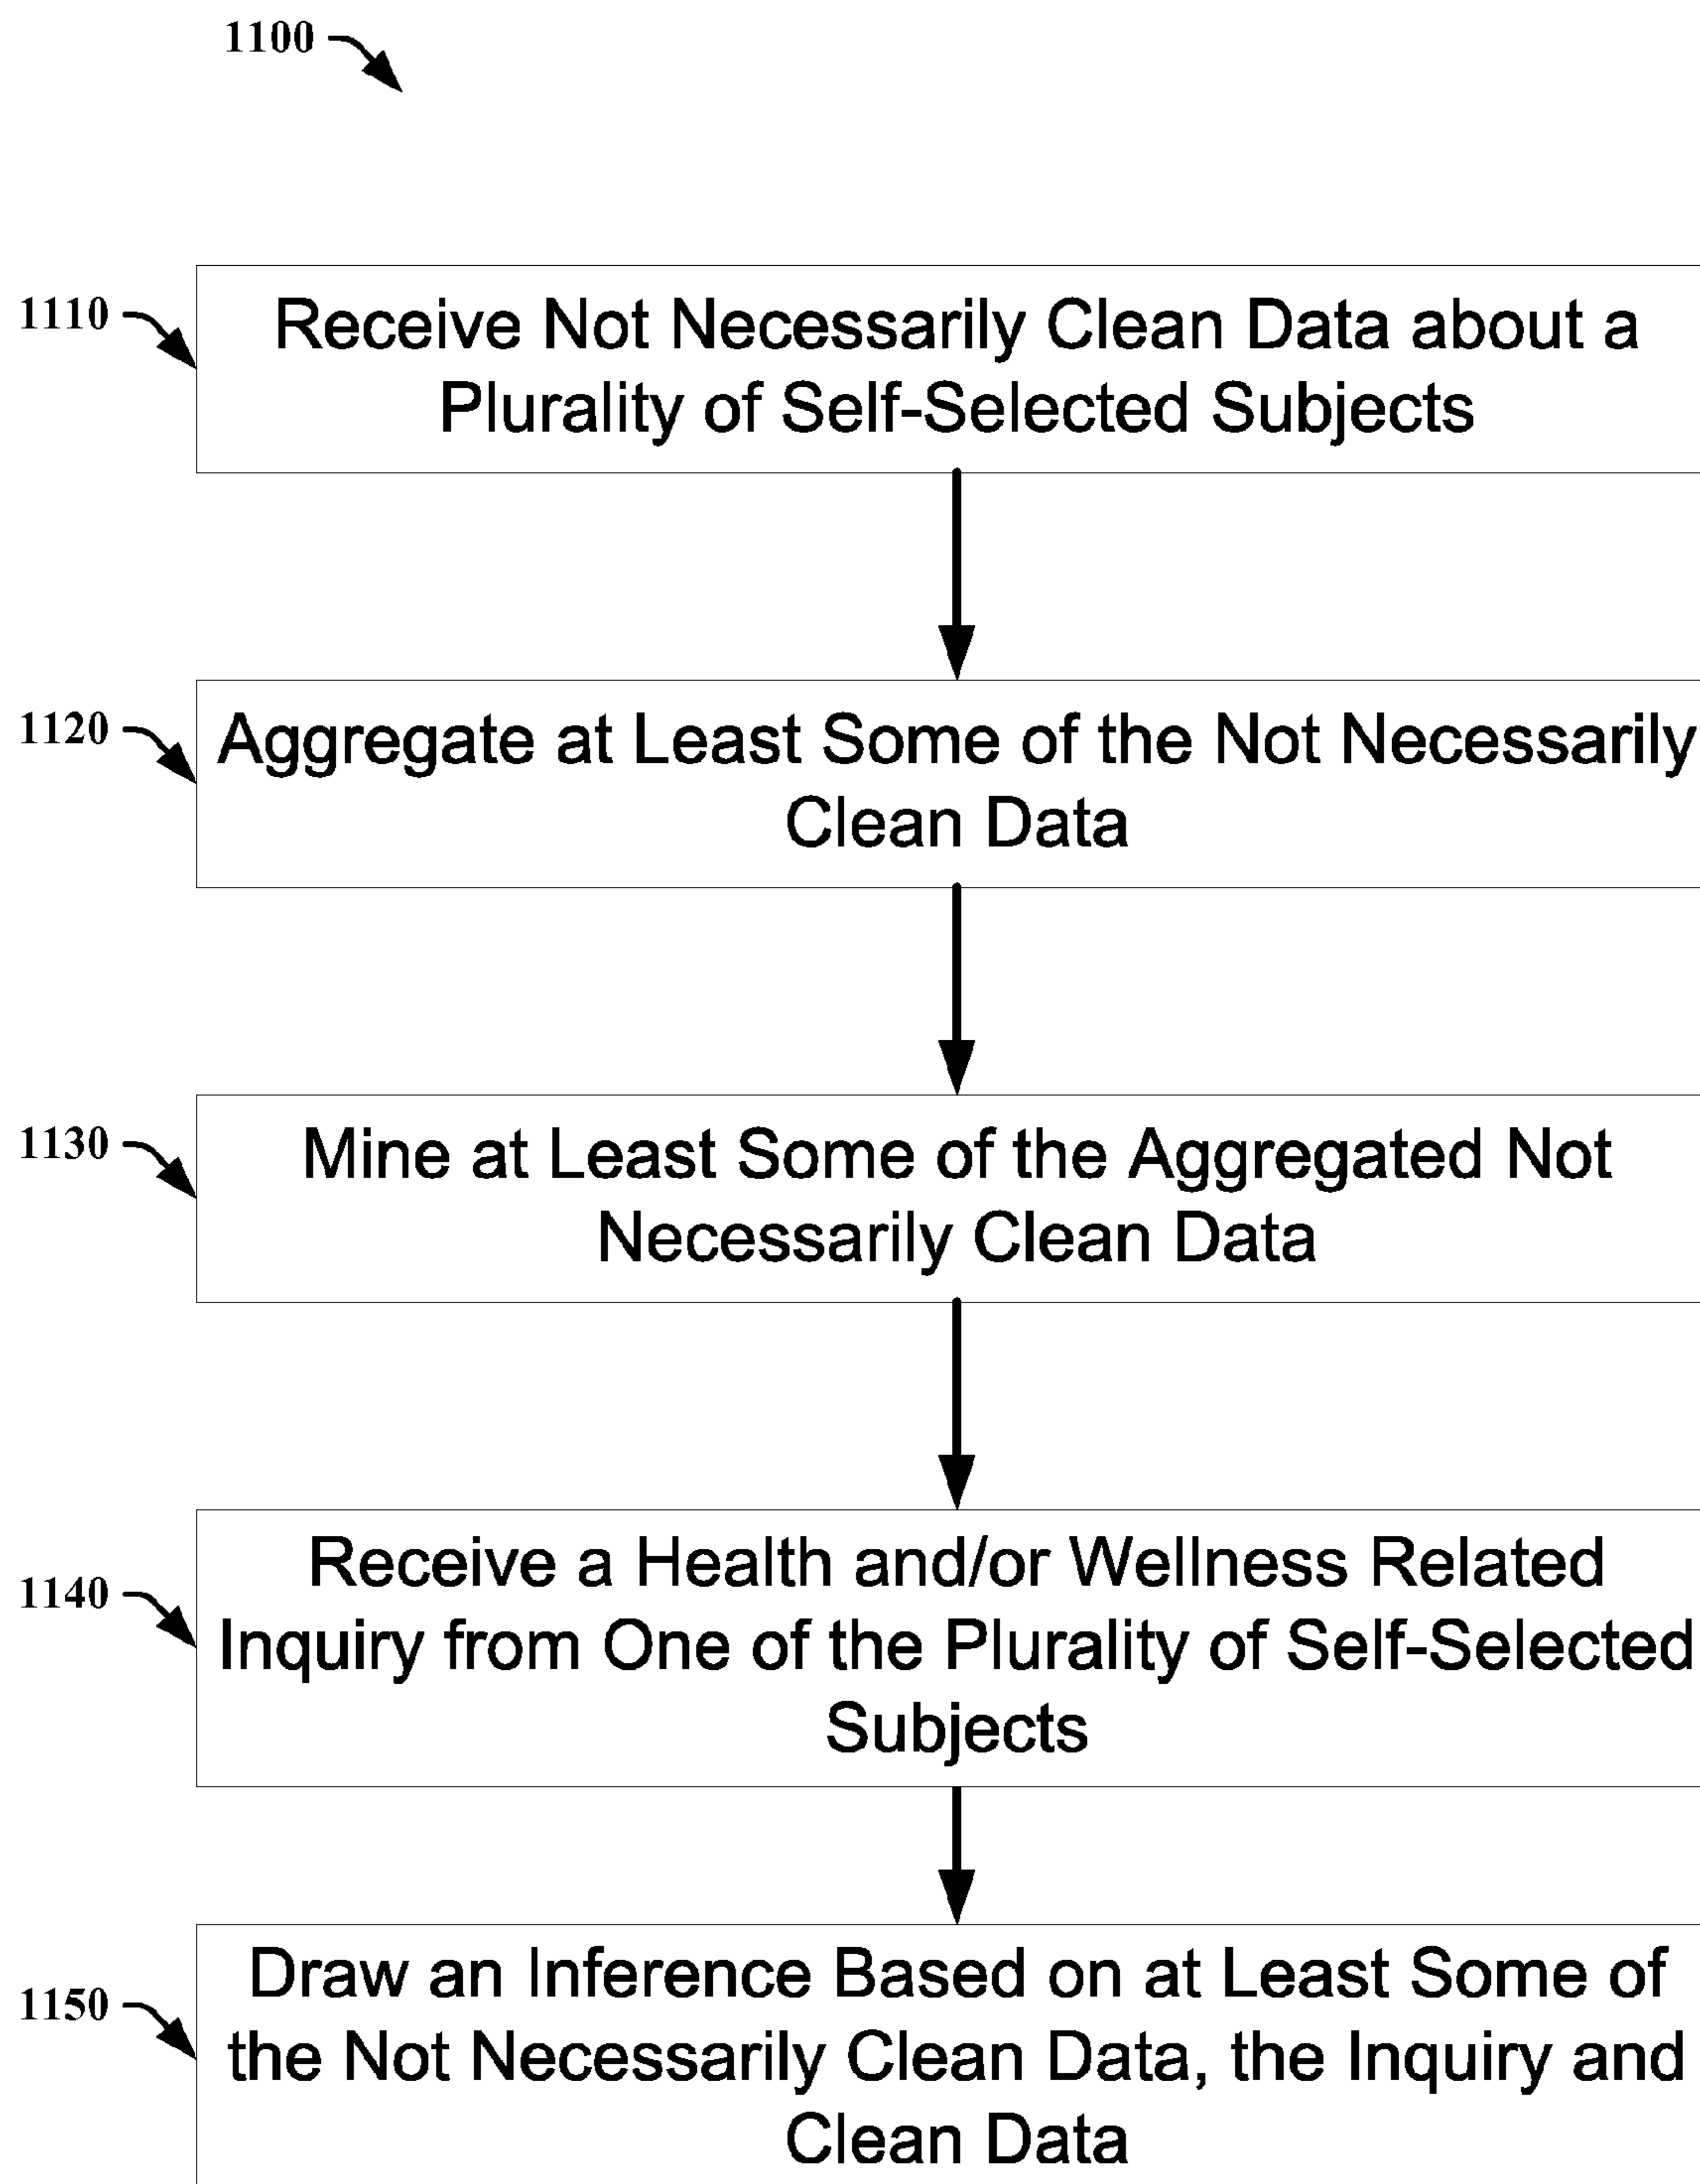 1100
1110
Receive Not Necessarily Clean Data about a
Plurality of Self-Selected Subjects
1120
Aggregate at Least Some of the Not Necessarily
Clean Data
1130
Mine at Least Some of the Aggregated Not
Necessarily Clean Data
1140
Receive a Health and/or Wellness Related
Inquiry from One of the Plurality of Self-Selected
Subjects
1150
Draw an Inference Based on at Least Some of
the Not Necessarily Clean Data, the Inquiry and
Clean Data